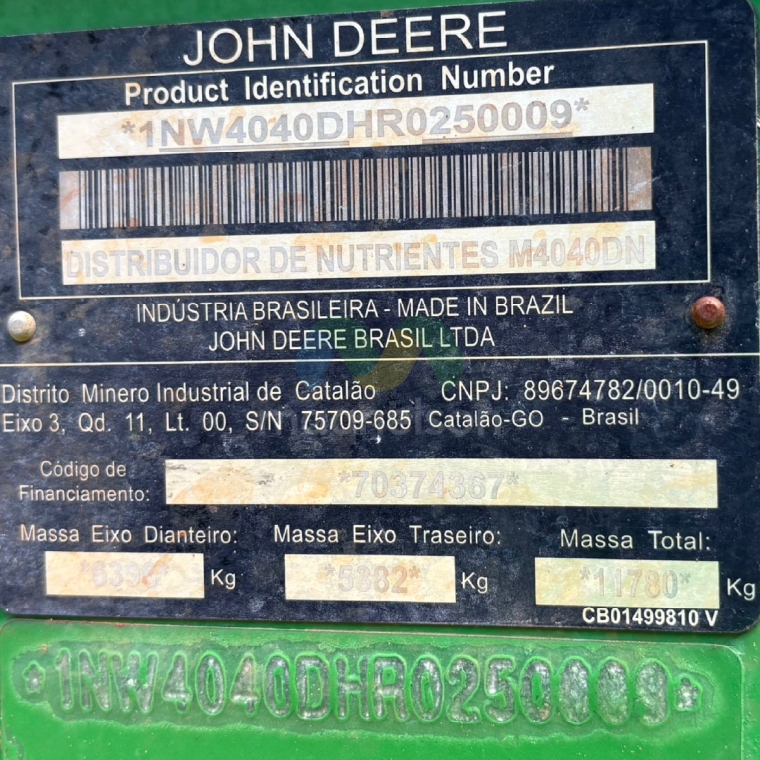 JOHN DEERE
Product Identification Number
*1NW4040DHR0250009*
DISTRIBUIDOR DE NUTRIENTES M4040DN
INDÚSTRIA BRASILEIRA - MADE IN BRAZIL
JOHN DEERE BRASIL LTDA
Distrito Minero Industrial de Catalão CNPJ: 89674782/0010-49
Eixo 3, Qd. 11, Lt. 00, S/N 75709-685 Catalão-GO - Brasil
Código de
Financiamento: *70374367*
Massa Eixo Dianteiro: Massa Eixo Traseiro: Massa Total:
Kg *5382* Kg *11780* Kg
CB01499810 V
*1NW4040DHR0250009*